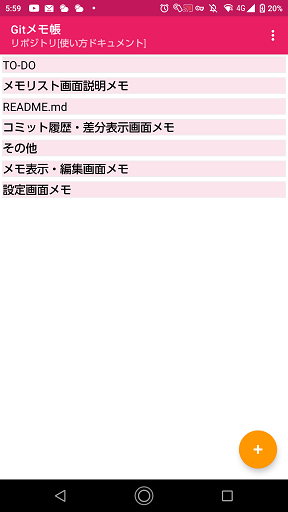 5:59
4G
20%
Gitメモ帳
リポジトリ[使い方ドキュメント]
TO-DO
メモリスト画面説明メモ
README.md
コミット履歴・差分表示画面メモ
その他
メモ表示・編集画面メモ
設定画面メモ